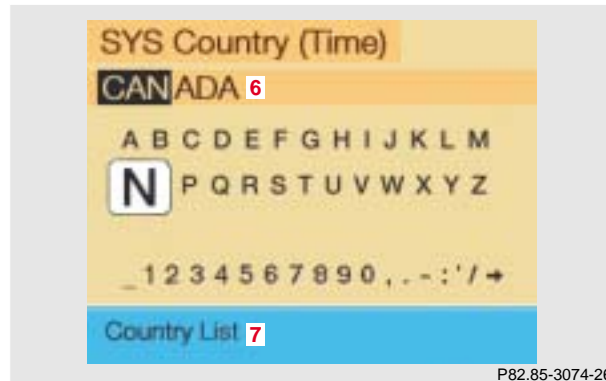 SYS Country (Time)
CANADA 6
A B C D E F G H I J K L M
N P Q R S T U V W X Y Z
_ 1 2 3 4 5 6 7 8 9 0 , . - : ' / →
Country List 7
P82.85-3074-26